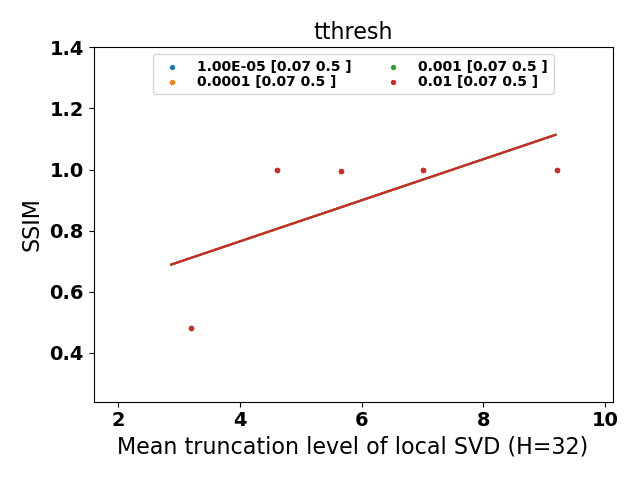 tthresh
1.00E-05 [0.07 0.5 ]
0.0001 [0.07 0.5 ]
0.001 [0.07 0.5 ]
0.01 [0.07 0.5 ]
1.4
1.2
1.0
0.8
0.6
0.4
SSIM
2 4 6 8 10
Mean truncation level of local SVD (H=32)